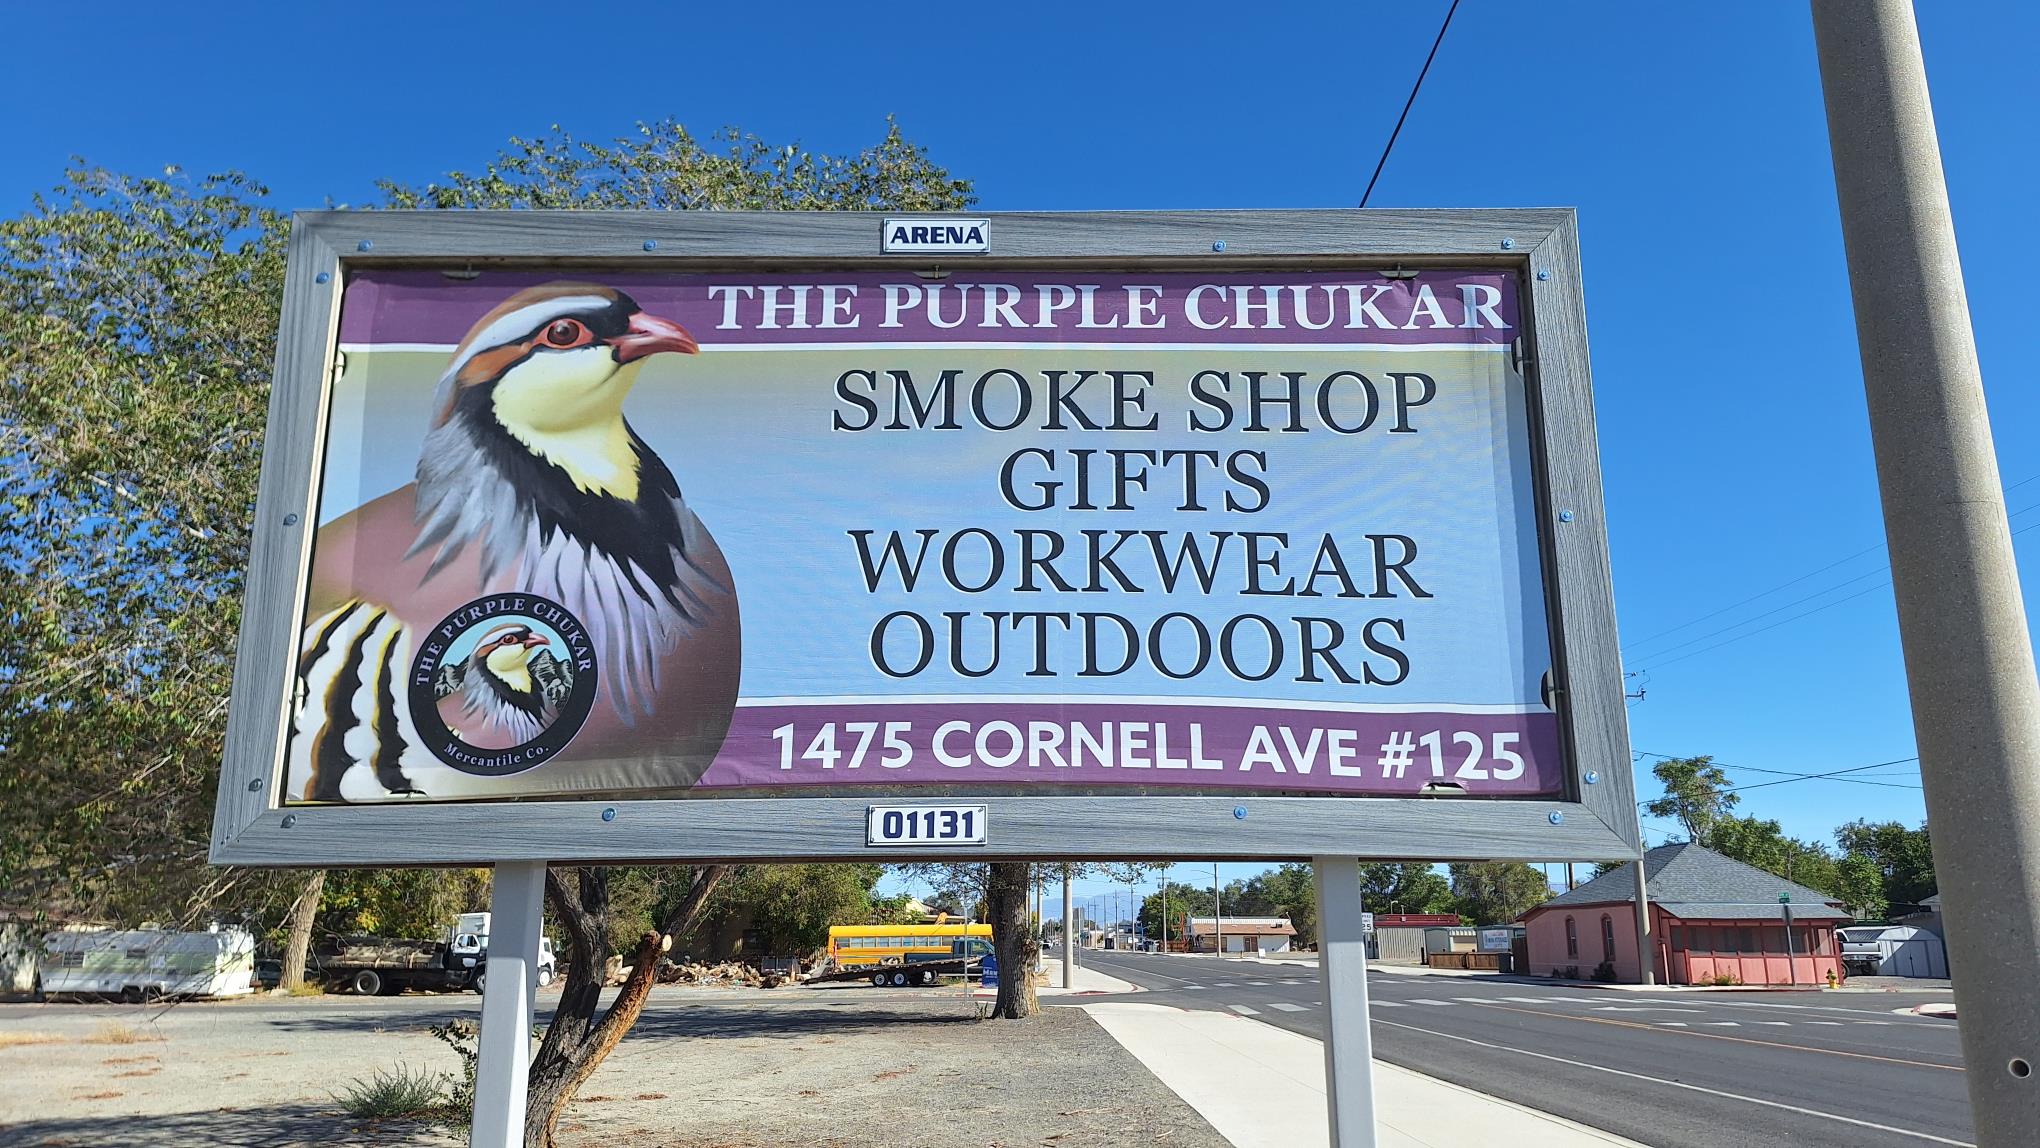 ARENA
THE PURPLE CHUKAR
SMOKE SHOP
GIFTS
WORKWEAR
OUTDOORS
1475 CORNELL AVE #125
THE PURPLE CHUKAR
Mercantile Co.
01131
25